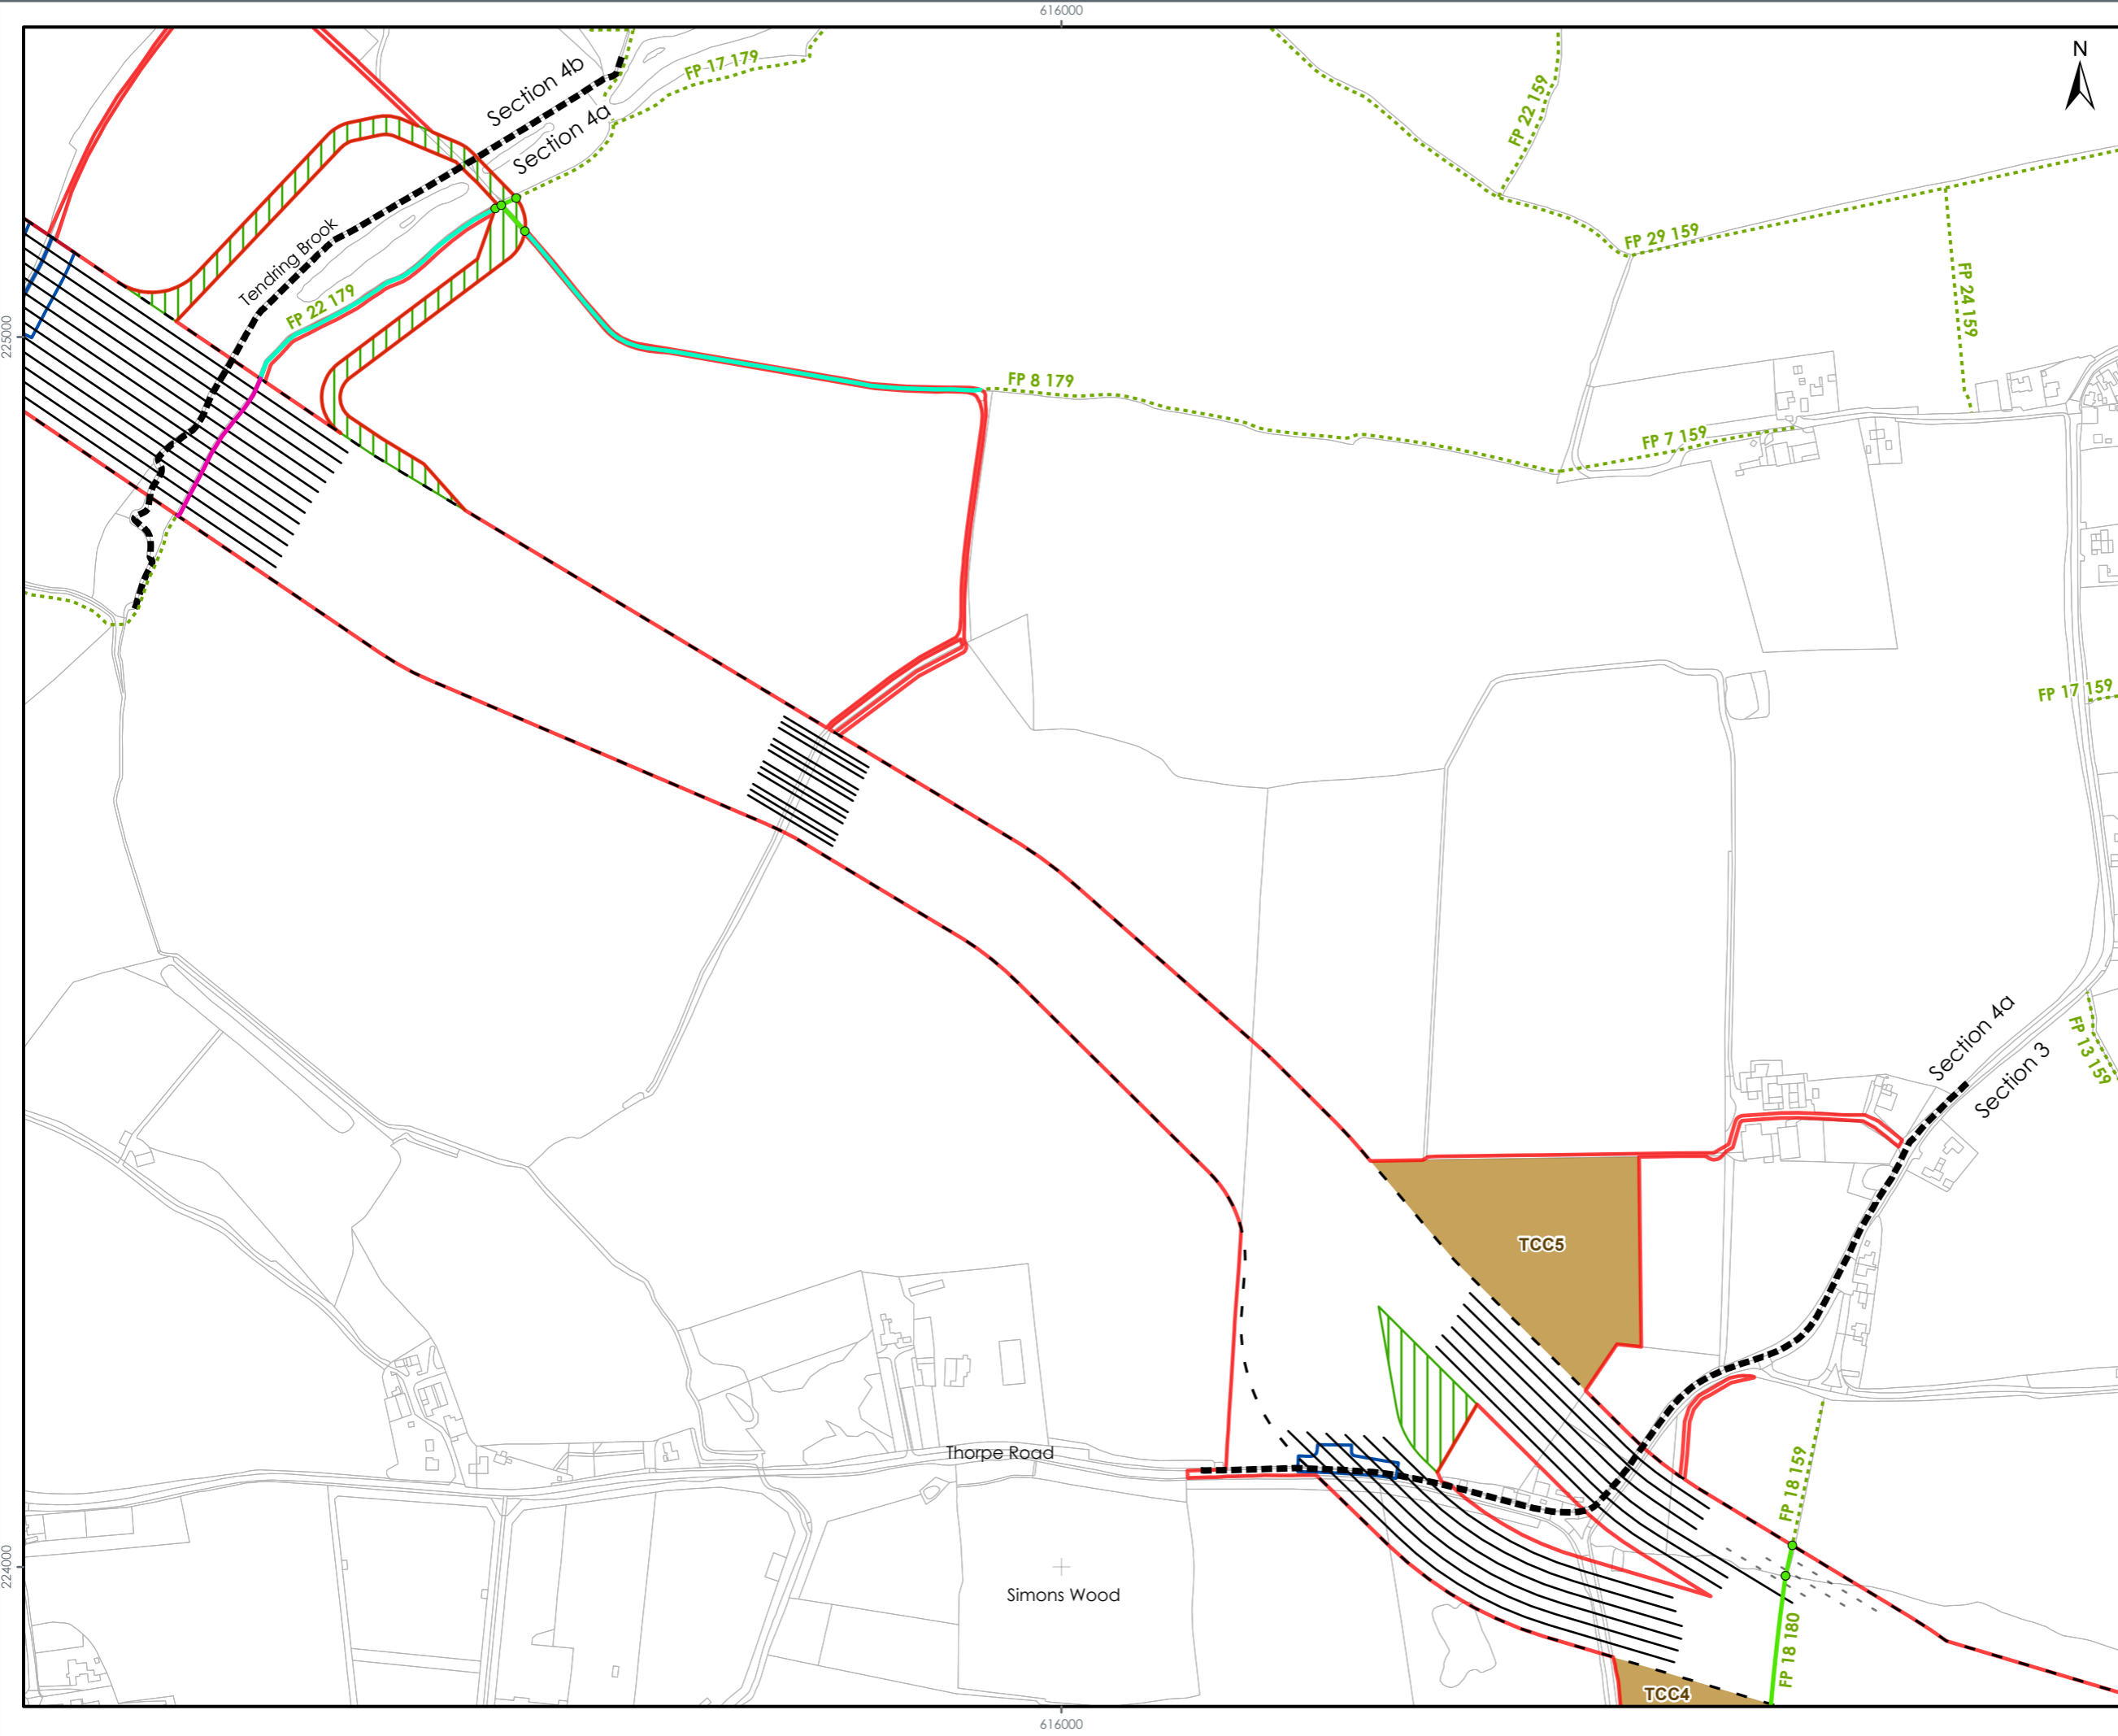 616000
N
Section 4b
FP 17 179
Section 4a
FP 22 159
Tendring Brook
FP 22 179
FP 29 159
FP 24 159
225000
FP 8 179
FP 7 159
FP 17 159
Section 4a
Section 3
FP 13 159
TCC5
Thorpe Road
FP 18 159
224000
Simons Wood
FP 18 180
TCC4
616000